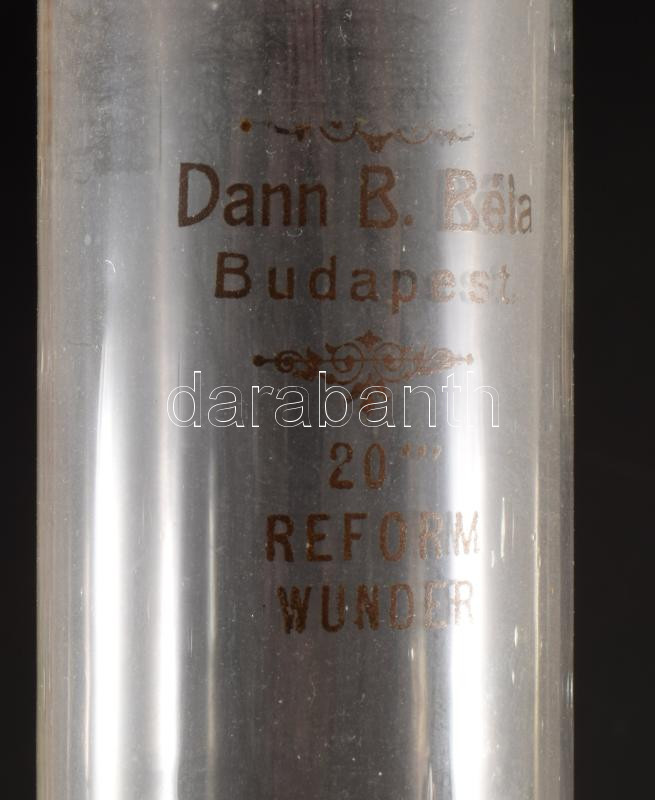 Dann B. Béla
Budapest.
darabanth
20'''
REFORM
WUNDER